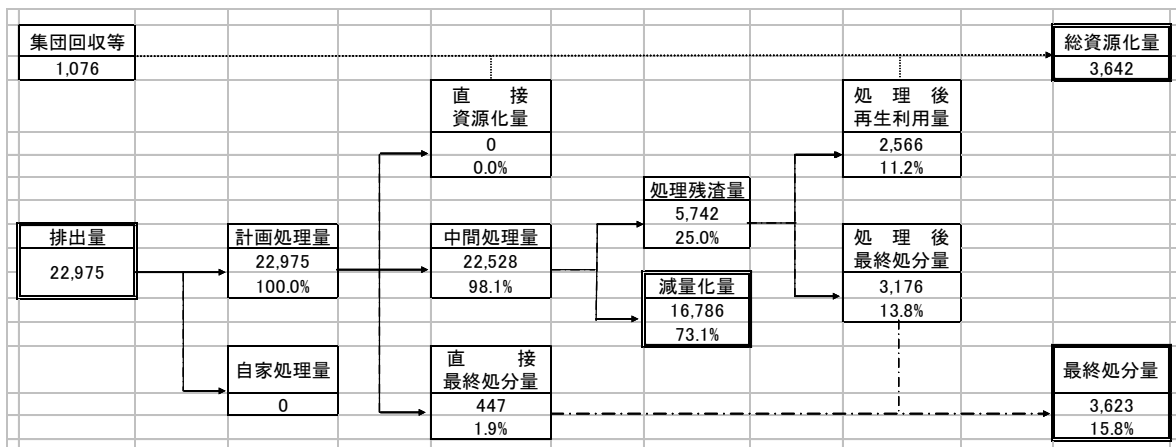 集団回収等
1,076
総資源化量
3,642
直　接
資源化量
0
0.0%
処　理　後
再生利用量
2,566
11.2%
処理残渣量
5,742
25.0%
排出量
22,975
計画処理量
22,975
100.0%
中間処理量
22,528
98.1%
処　理　後
最終処分量
3,176
13.8%
減量化量
16,786
73.1%
自家処理量
0
直　接
最終処分量
447
1.9%
最終処分量
3,623
15.8%